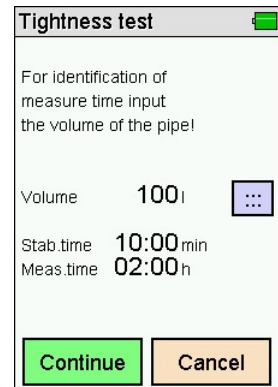 Tightness test
For identification of
measure time input
the volume of the pipe!
Volume 100 l
Stab.time 10:00 min
Meas.time 02:00 h
Continue Cancel